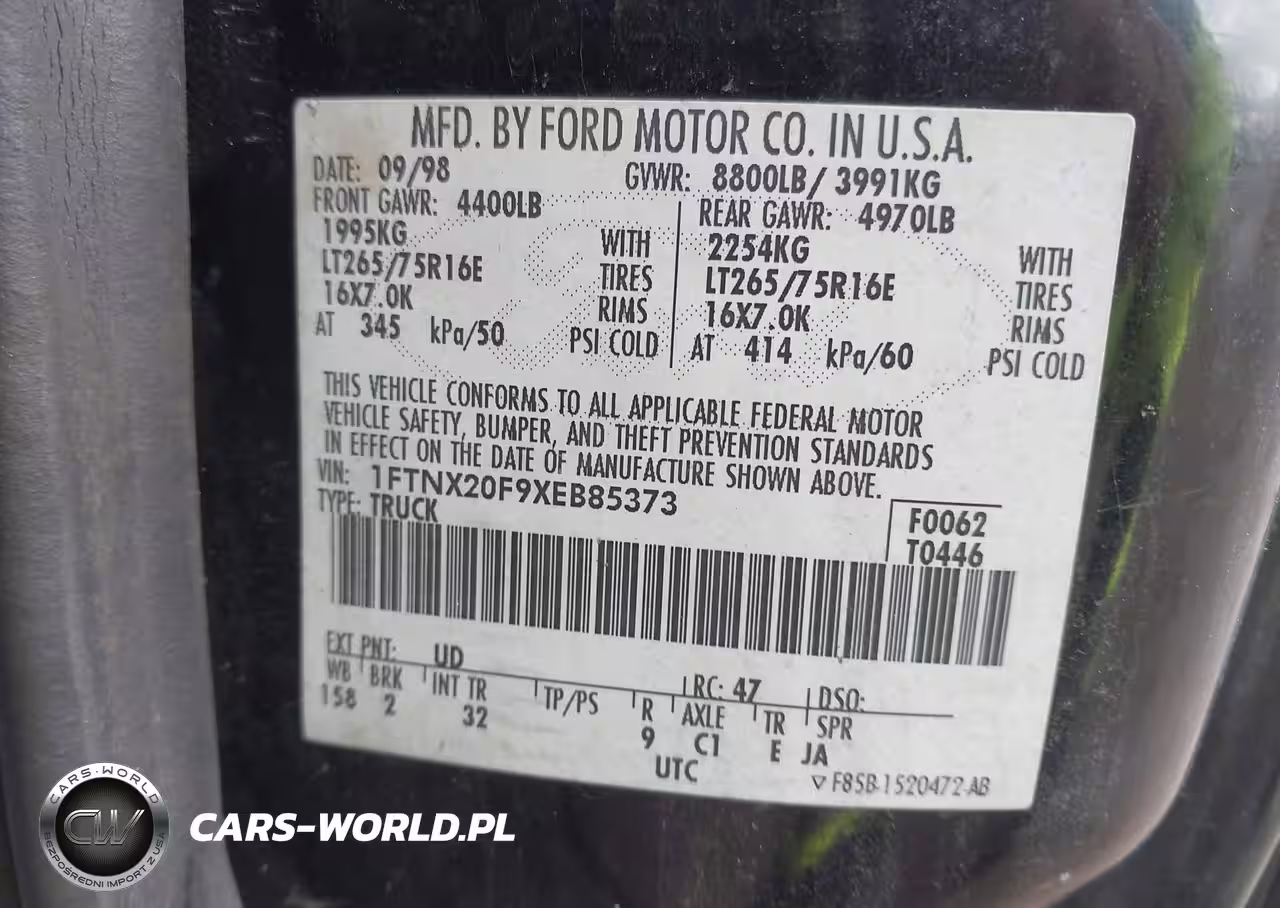 MFD. BY FORD MOTOR CO. IN U.S.A.
DATE: 09/98 GVWR: 8800LB/ 3991KG
FRONT GAWR: 4400LB REAR GAWR: 4970LB
1995KG WITH 2254KG WITH
LT265/75R16E TIRES LT265/75R16E TIRES
16X7.0K RIMS 16X7.0K RIMS
AT 345 kPa/50 PSI COLD AT 414 kPa/60 PSI COLD
THIS VEHICLE CONFORMS TO ALL APPLICABLE FEDERAL MOTOR
VEHICLE SAFETY, BUMPER, AND THEFT PREVENTION STANDARDS
IN EFFECT ON THE DATE OF MANUFACTURE SHOWN ABOVE.
VIN: 1FTNX20F9XEB85373
TYPE: TRUCK F0062
T0446
EXT PNT: UD RC: 47 DSO:
WB BRK INT TR TP/PS R AXLE TR SPR
158 2 32 9 C1 E JA
UTC
▽ F85B-1520472-AB
CARS-WORLD
CW
BEZPOŚREDNI IMPORT Z USA
CARS-WORLD.PL